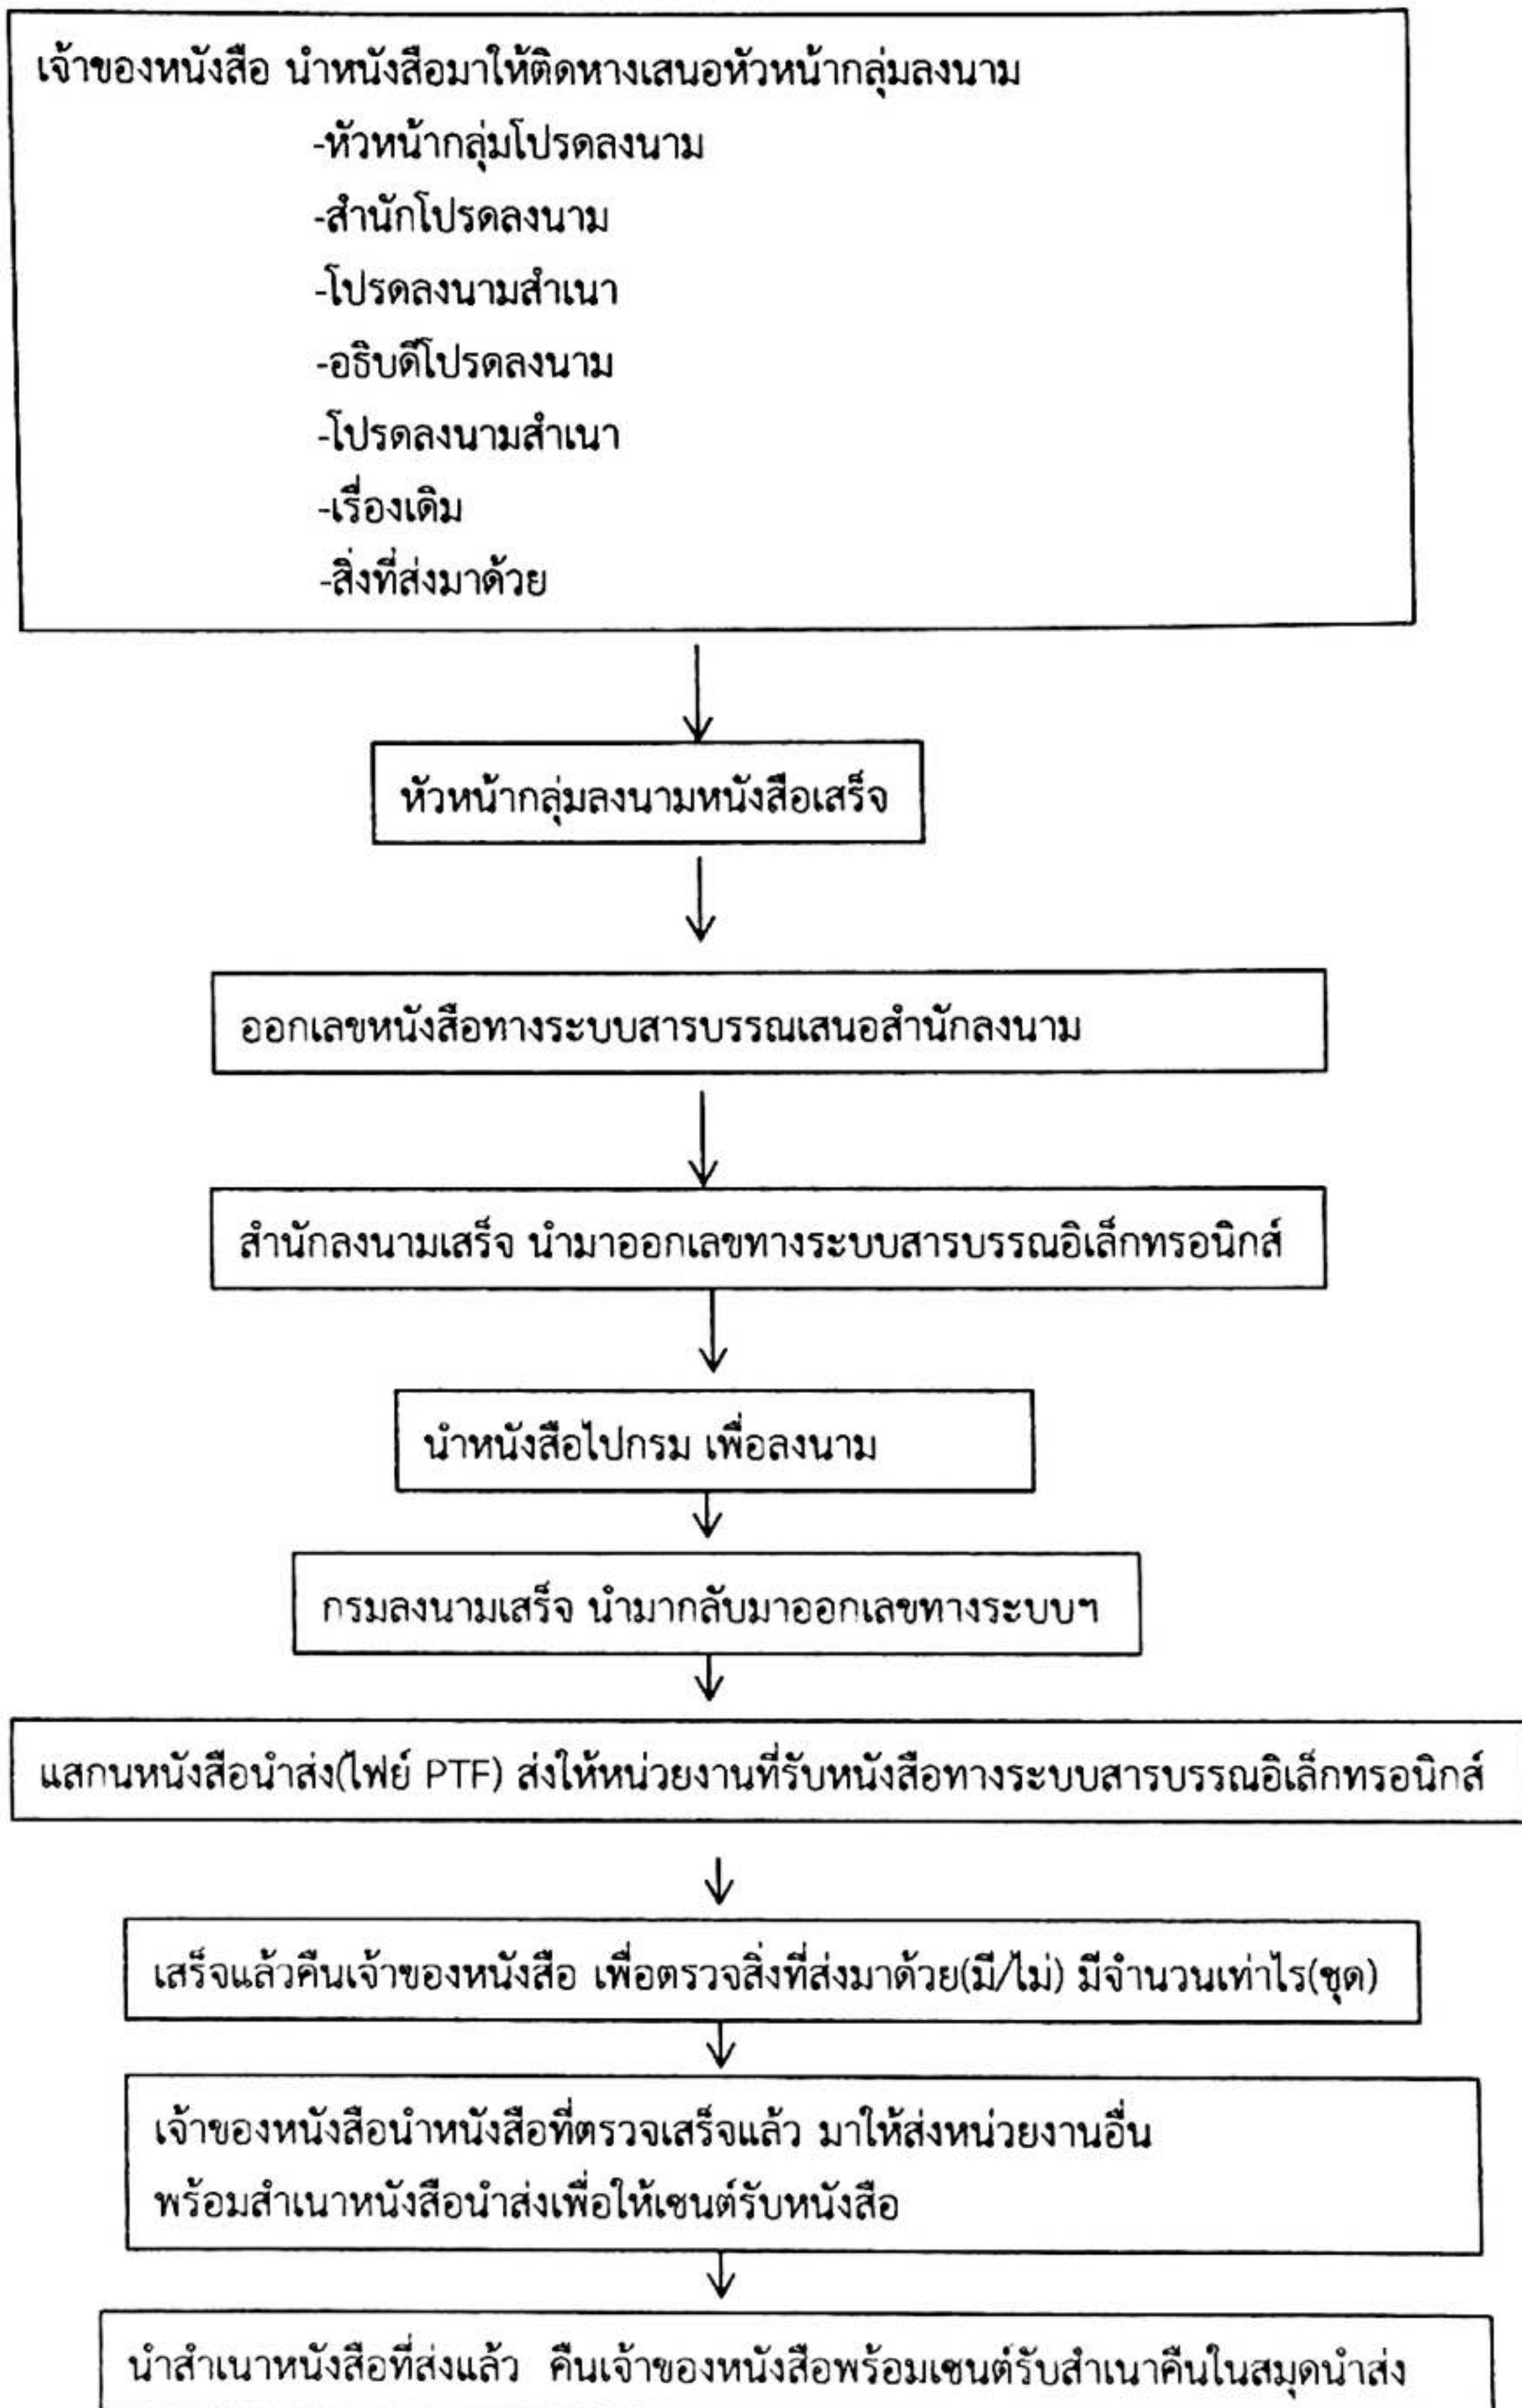 เจ้าของหนังสือ นำหนังสือมาให้ติดหางเสนอหัวหน้ากลุ่มลงนาม
-หัวหน้ากลุ่มโปรดลงนาม
-สำนักโปรดลงนาม
-โปรดลงนามสำเนา
-อธิบดีโปรดลงนาม
-โปรดลงนามสำเนา
-เรื่องเดิม
-สิ่งที่ส่งมาด้วย
หัวหน้ากลุ่มลงนามหนังสือเสร็จ
ออกเลขหนังสือทางระบบสารบรรณเสนอสำนักลงนาม
สำนักลงนามเสร็จ นำมาออกเลขทางระบบสารบรรณอิเล็กทรอนิกส์
นำหนังสือไปกรม เพื่อลงนาม
กรมลงนามเสร็จ นำมากลับมาออกเลขทางระบบฯ
แสกนหนังสือนำส่ง(ไฟย์ PTF) ส่งให้หน่วยงานที่รับหนังสือทางระบบสารบรรณอิเล็กทรอนิกส์
เสร็จแล้วคืนเจ้าของหนังสือ เพื่อตรวจสิ่งที่ส่งมาด้วย(มี/ไม่) มีจำนวนเท่าไร(ชุด)
เจ้าของหนังสือนำหนังสือที่ตรวจเสร็จแล้ว มาให้ส่งหน่วยงานอื่น
พร้อมสำเนาหนังสือนำส่งเพื่อให้เซนต์รับหนังสือ
นำสำเนาหนังสือที่ส่งแล้ว คืนเจ้าของหนังสือพร้อมเซนต์รับสำเนาคืนในสมุดนำส่ง